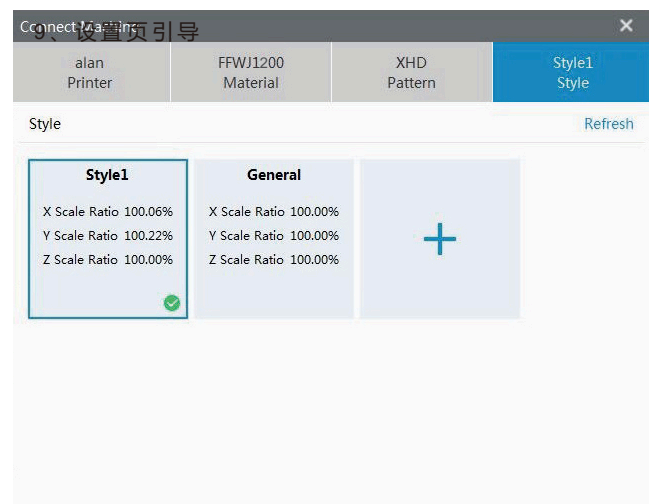 Connect Machine
9、设置页引导
alan
Printer
FFWJ1200
Material
XHD
Pattern
Style1
Style
Style
Refresh
Style1
X Scale Ratio 100.06%
Y Scale Ratio 100.22%
Z Scale Ratio 100.00%
General
X Scale Ratio 100.00%
Y Scale Ratio 100.00%
Z Scale Ratio 100.00%